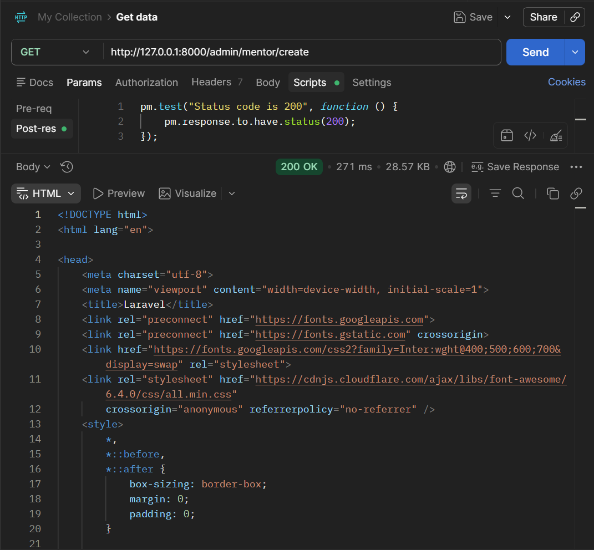 HTTP My Collection › Get data Save Share
GET http://127.0.0.1:8000/admin/mentor/create Send
Docs Params Authorization Headers 7 Body Scripts Settings Cookies
Pre-req
Post-res
1 pm.test("Status code is 200", function () {
2 pm.response.to.have.status(200);
3 });
Body 200 OK 271 ms 28.57 KB e.g. Save Response
HTML Preview Visualize
1 <!DOCTYPE html>
2 <html lang="en">
3
4 <head>
5 <meta charset="utf-8">
6 <meta name="viewport" content="width=device-width, initial-scale=1">
7 <title>Laravel</title>
8 <link rel="preconnect" href="https://fonts.googleapis.com">
9 <link rel="preconnect" href="https://fonts.gstatic.com" crossorigin>
10 <link href="https://fonts.googleapis.com/css2?family=Inter:wght@400;500;600;700&
display=swap" rel="stylesheet">
11 <link rel="stylesheet" href="https://cdnjs.cloudflare.com/ajax/libs/font-awesome/
6.4.0/css/all.min.css"
12 crossorigin="anonymous" referrerpolicy="no-referrer" />
13 <style>
14 *,
15 *::before,
16 *::after {
17 box-sizing: border-box;
18 margin: 0;
19 padding: 0;
20 }
21